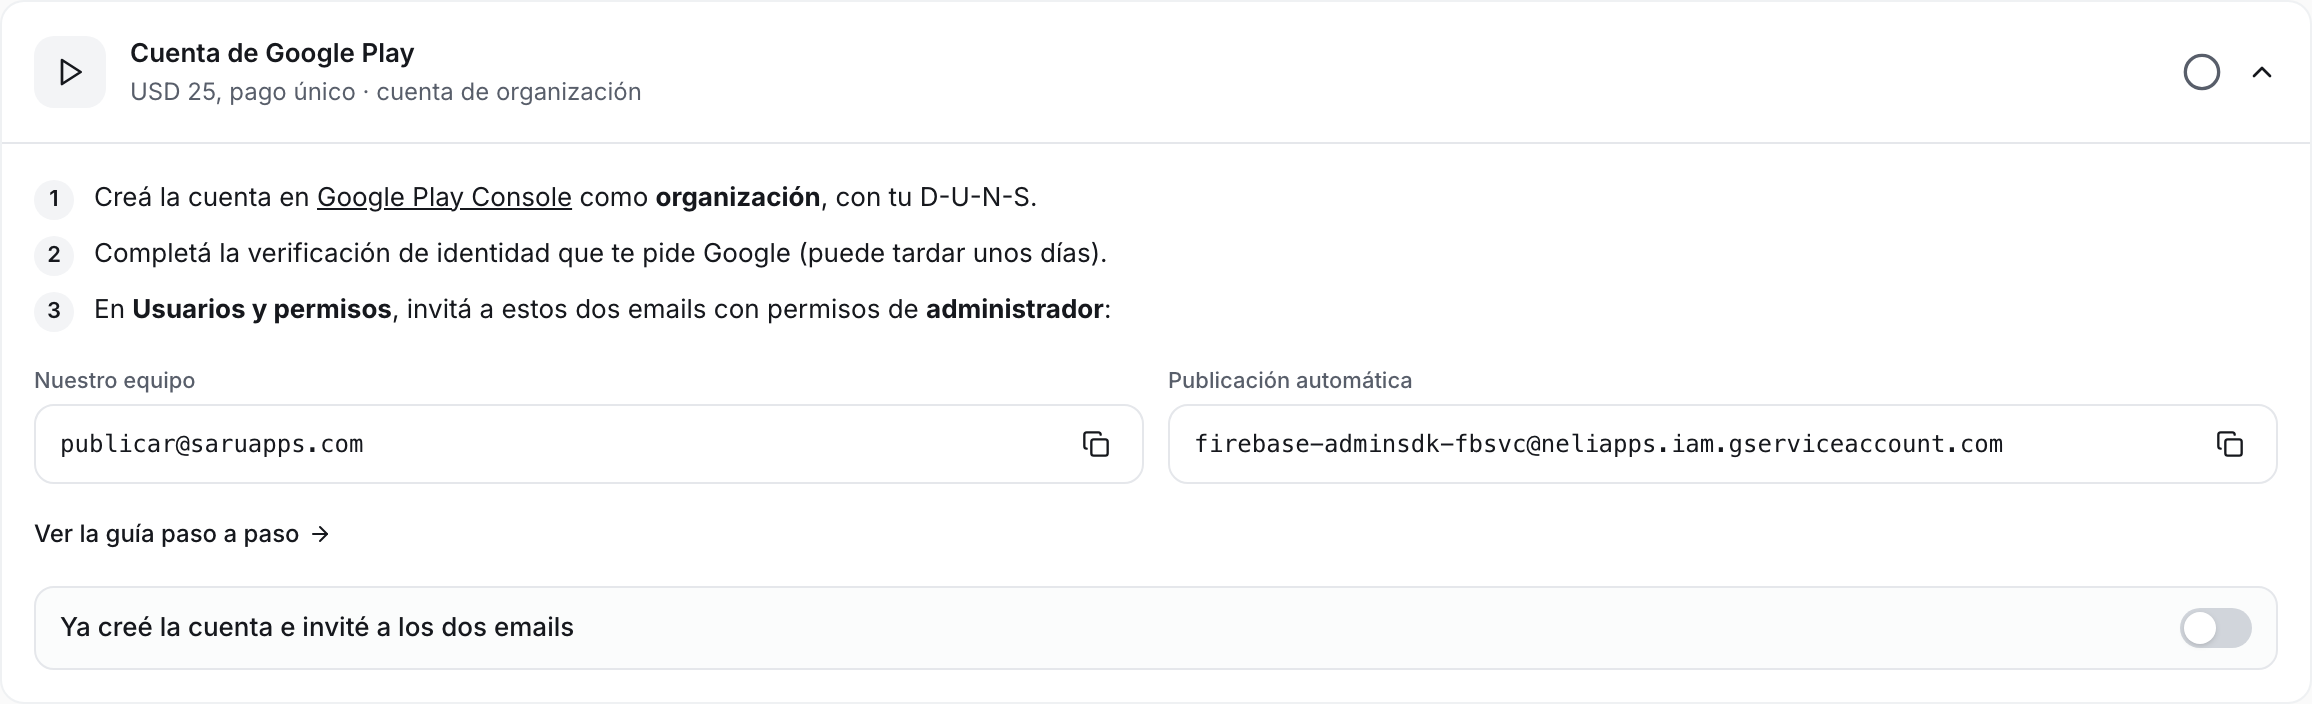 Cuenta de Google Play
USD 25, pago único · cuenta de organización
1 Creá la cuenta en Google Play Console como organización, con tu D-U-N-S.
2 Completá la verificación de identidad que te pide Google (puede tardar unos días).
3 En Usuarios y permisos, invitá a estos dos emails con permisos de administrador:
Nuestro equipo
publicar@saruapps.com
Publicación automática
firebase-adminsdk-fbsvc@neliapps.iam.gserviceaccount.com
Ver la guía paso a paso →
Ya creé la cuenta e invité a los dos emails